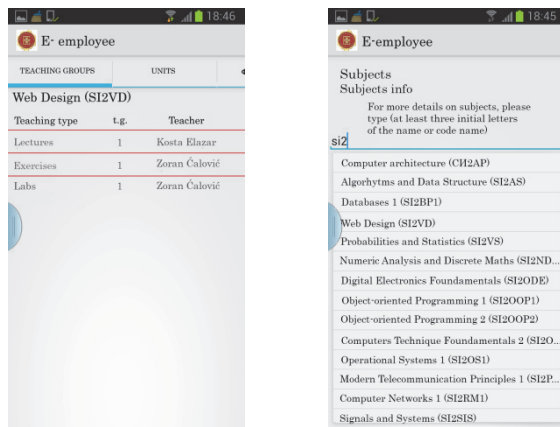 18:46
E- employee
TEACHING GROUPS UNITS
Web Design (SI2VD)
Teaching type t.g. Teacher
Lectures 1 Kosta Elazar
Exercises 1 Zoran Ćalović
Labs 1 Zoran Ćalović
18:45
E-employee
Subjects
Subjects info
For more details on subjects, please
type (at least three initial letters
of the name or code name)
si2
Computer architecture (СИ2AP)
Algorhytms and Data Structure (SI2AS)
Databases 1 (SI2BP1)
Web Design (SI2VD)
Probabilities and Statistics (SI2VS)
Numeric Analysis and Discrete Maths (SI2ND...
Digital Electronics Foundamentals (SI2ODE)
Object-oriented Programming 1 (SI2OOP1)
Object-oriented Programming 2 (SI2OOP2)
Computers Technique Foundamentals 2 (SI2O...
Operational Systems 1 (SI2OS1)
Modern Telecommunication Principles 1 (SI2P...
Computer Networks 1 (SI2RM1)
Signals and Systems (SI2SIS)